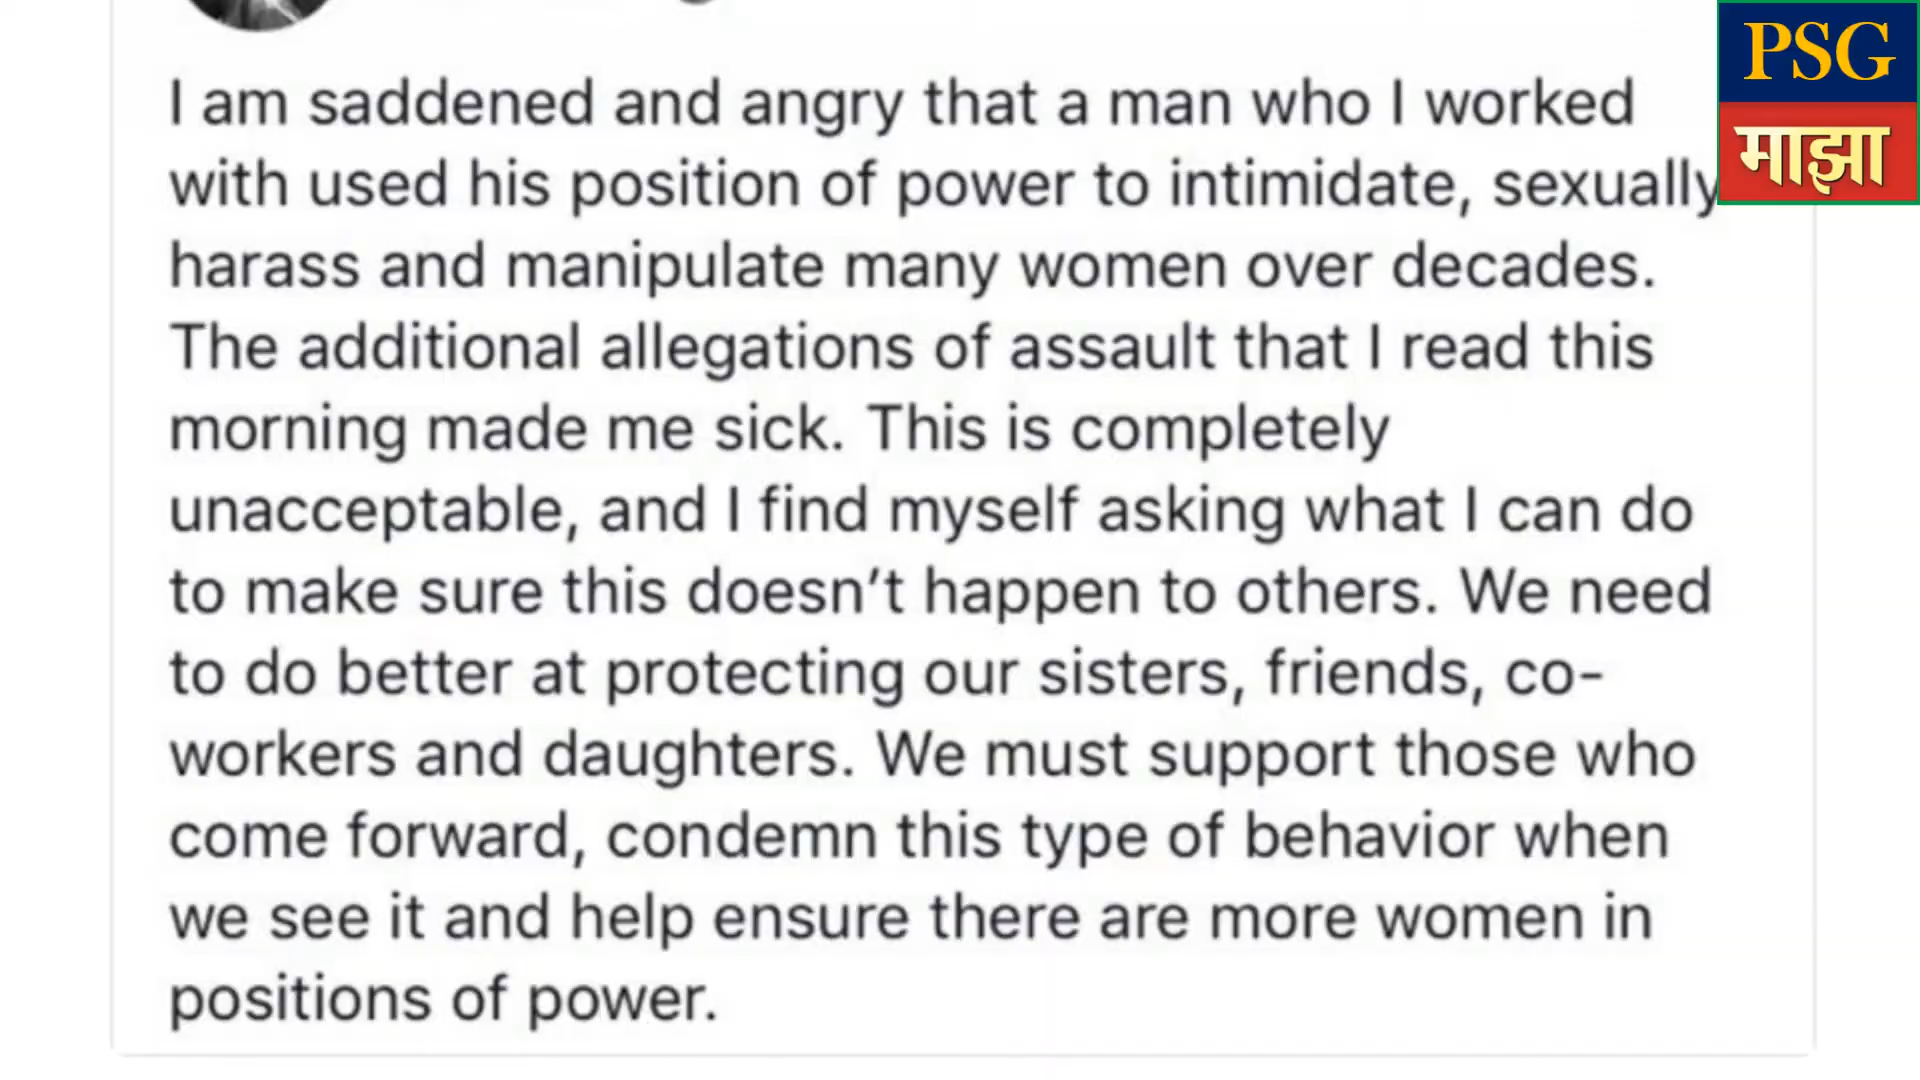 PSG
माझा
I am saddened and angry that a man who I worked
with used his position of power to intimidate, sexually
harass and manipulate many women over decades.
The additional allegations of assault that I read this
morning made me sick. This is completely
unacceptable, and I find myself asking what I can do
to make sure this doesn’t happen to others. We need
to do better at protecting our sisters, friends, co-
workers and daughters. We must support those who
come forward, condemn this type of behavior when
we see it and help ensure there are more women in
positions of power.